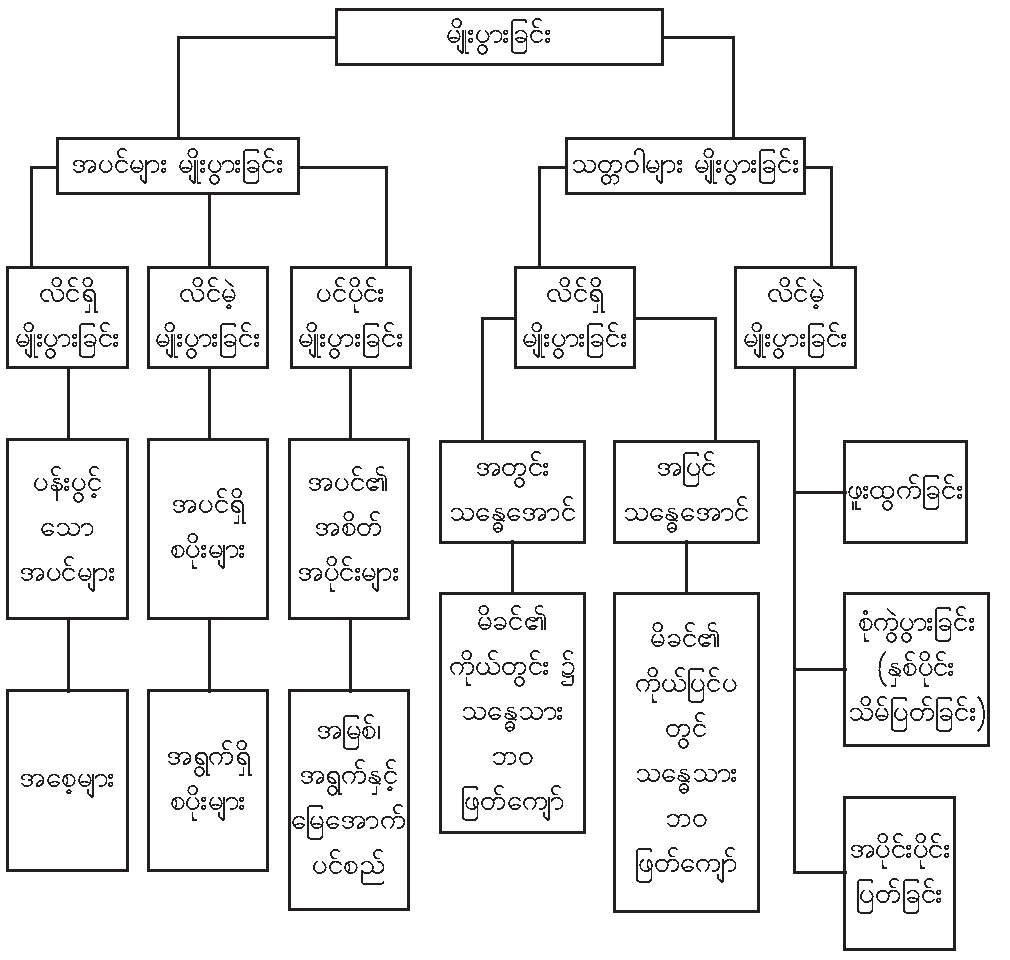 မျိုးပွားခြင်း
အပင်များ မျိုးပွားခြင်း
သတ္တဝါများ မျိုးပွားခြင်း
လိင်ရှိ
မျိုးပွားခြင်း
လိင်မဲ့
မျိုးပွားခြင်း
ပင်ပိုင်း
မျိုးပွားခြင်း
လိင်ရှိ
မျိုးပွားခြင်း
လိင်မဲ့
မျိုးပွားခြင်း
ပန်းပွင့်
သော
အပင်များ
အပင်ရှိ
စပိုးများ
အပင်၏
အစိတ်
အပိုင်းများ
အတွင်း
သန္ဓေအောင်
အပြင်
သန္ဓေအောင်
ဖူးထွက်ခြင်း
အစေ့များ
အရွက်ရှိ
စပိုးများ
အမြစ်၊
အရွက်နှင့်
မြေအောက်
ပင်စည်
မိခင်၏
ကိုယ်တွင်း ၌
သန္ဓေသား
ဘဝ
ဖြတ်ကျော်
မိခင်၏
ကိုယ်ပြင်ပ
တွင်
သန္ဓေသား
ဘဝ
ဖြတ်ကျော်
စုံကွဲပွားခြင်း
(နှစ်ပိုင်း
သိမ်ပြတ်ခြင်း)
အပိုင်းပိုင်း
ပြတ်ခြင်း